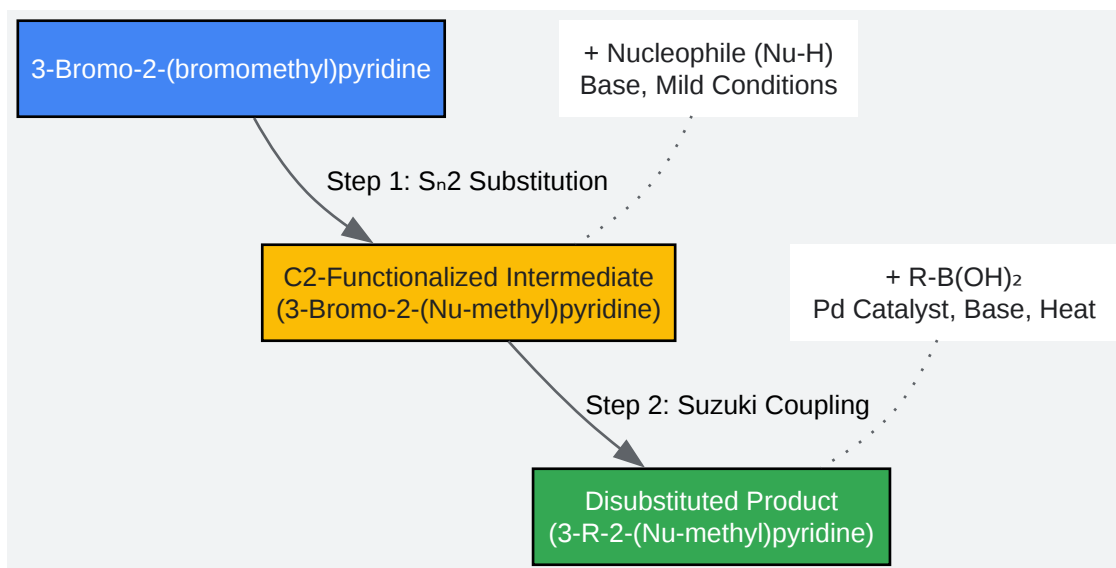 3-Bromo-2-(bromomethyl)pyridine
+ Nucleophile (Nu-H)
Base, Mild Conditions
Step 1: Sₙ2 Substitution
C2-Functionalized Intermediate
(3-Bromo-2-(Nu-methyl)pyridine)
+ R-B(OH)₂
Pd Catalyst, Base, Heat
Step 2: Suzuki Coupling
Disubstituted Product
(3-R-2-(Nu-methyl)pyridine)